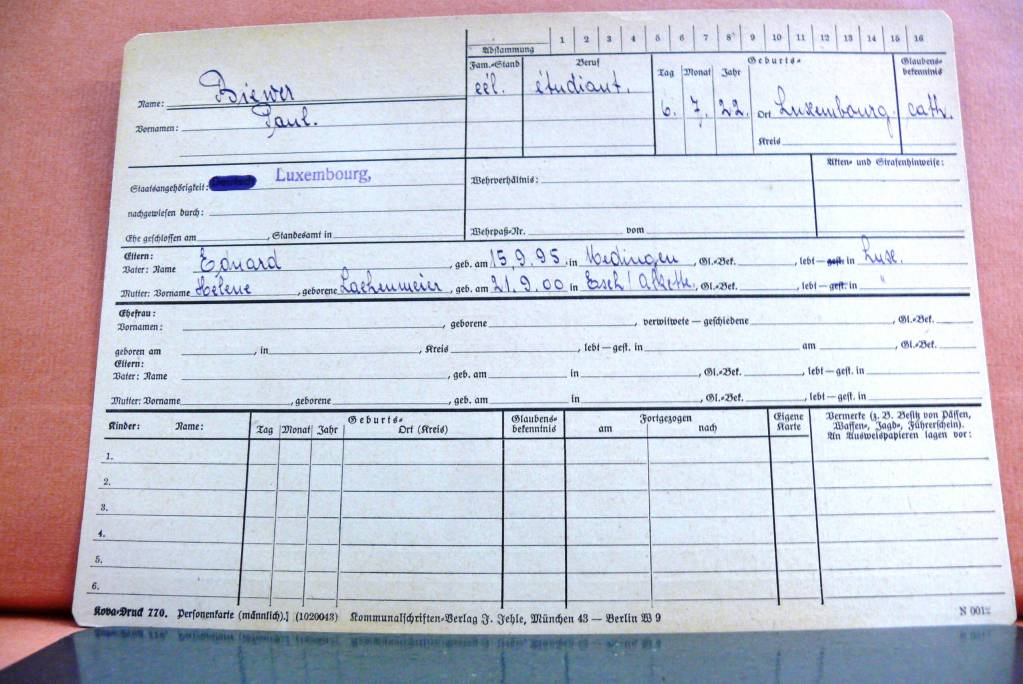 Abstammung 1 2 3 4 5 6 7 8 9 10 11 12 13 14 15 16
Fam.-Stand Beruf Geburts- Glaubens-
Tag Monat Jahr bekenntnis
Name: Biewer cél. étudiant. 6. 7. 22. Ort Luxembourg. cath.
Vornamen: Paul.
Kreis
Akten- und Strafenhinweise:
Staatsangehörigkeit: Luxembourg, Wehrverhältnis:
nachgewiesen durch:
Ehe geschlossen am , Standesamt in Wehrpaß-Nr. vom
Eltern:
Vater: Name Eduard , geb. am 15.9.95 in Medingen , Gl.-Bek. , lebt — gest. in Luxe.
Mutter: Vorname Hélène , geborene Lachenmeier , geb. am 21.9.00 in Esch/Alzette , Gl.-Bek. , lebt — gest. in "
Ehefrau:
Vornamen: , geborene , verwitwete — geschiedene , Gl.-Bek.
geboren am , in , Kreis , lebt — gest. in am , Gl.-Bek.
Eltern:
Vater: Name , geb. am in , Gl.-Bek. , lebt — gest. in
Mutter: Vorname , geborene , geb. am in , Gl.-Bek. , lebt — gest. in
Kinder: Name: Geburts- Glaubens- Fortgezogen Eigene Vermerke (z. B. Besitz von Pässen,
Tag Monat Jahr Ort (Kreis) bekenntnis am nach Karte Waffen-, Jagd-, Führerschein).
An Ausweispapieren lagen vor:
1.
2.
3.
4.
5.
6.
Kova-Druck 770. Personenkarte (männlich).] (1020043) Kommunalschriften-Verlag J. Jehle, München 43 — Berlin W 9 N 001